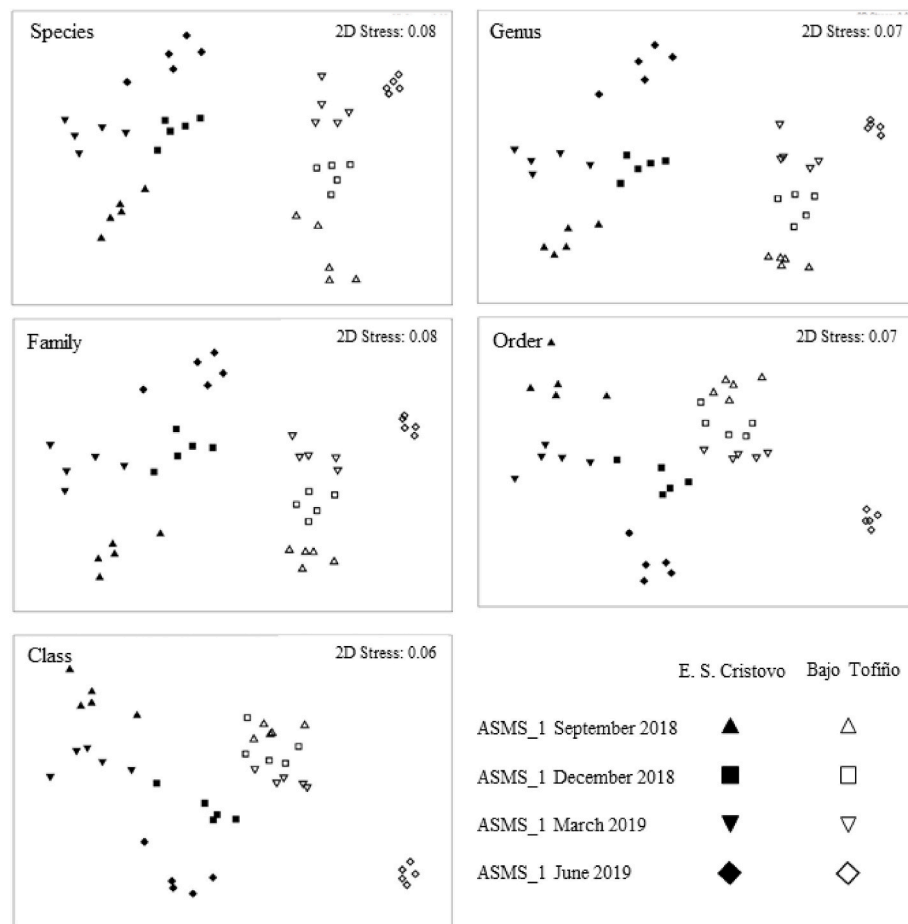 Species 2D Stress: 0.08
Genus 2D Stress: 0.07
Family 2D Stress: 0.08
Order 2D Stress: 0.07
Class 2D Stress: 0.06
E. S. Cristovo Bajo Tofiño
ASMS_1 September 2018
ASMS_1 December 2018
ASMS_1 March 2019
ASMS_1 June 2019